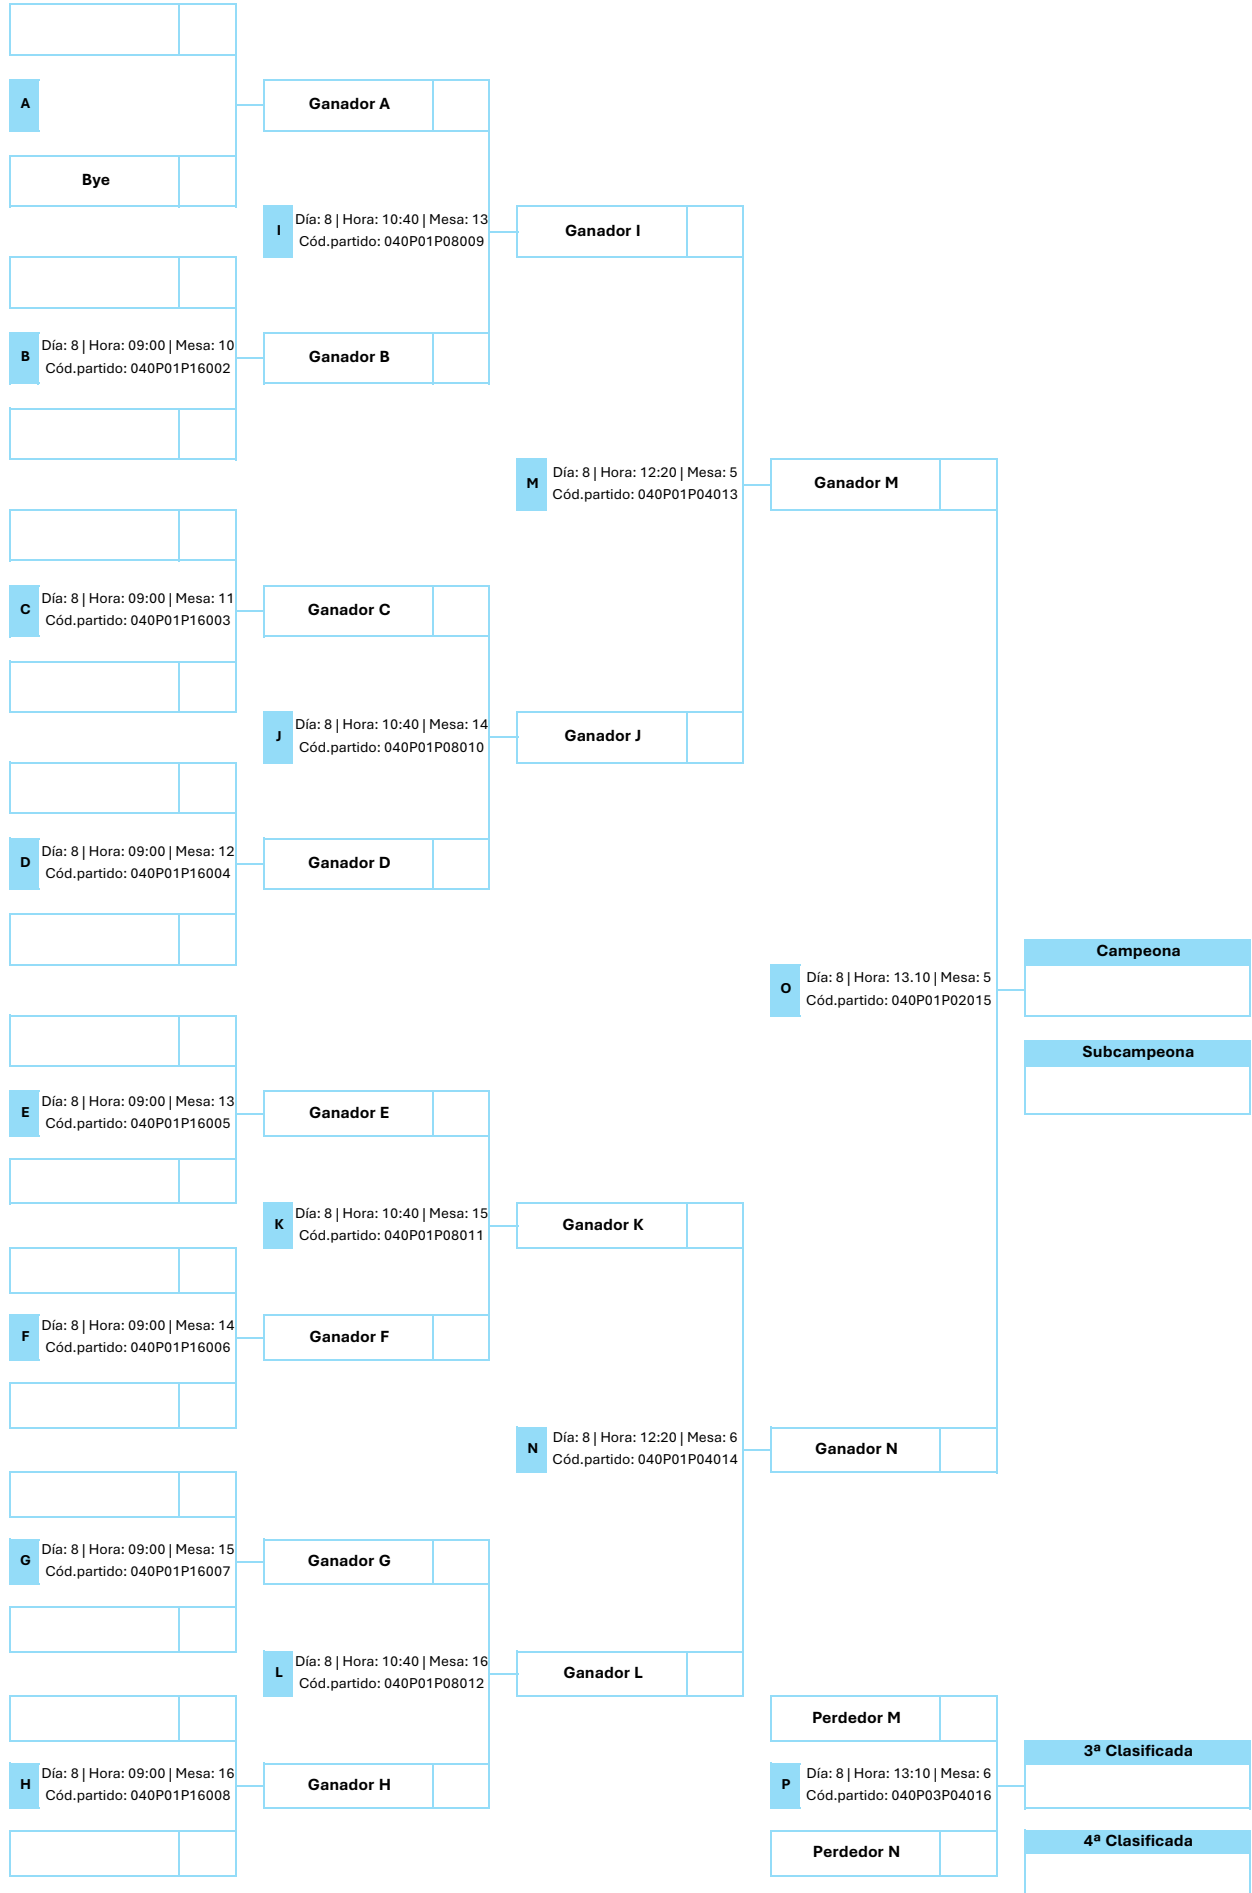 A
Ganador A
Bye
I
Día: 8 | Hora: 10:40 | Mesa: 13
Cód.partido: 040P01P08009
Ganador I
B
Día: 8 | Hora: 09:00 | Mesa: 10
Cód.partido: 040P01P16002
Ganador B
M
Día: 8 | Hora: 12:20 | Mesa: 5
Cód.partido: 040P01P04013
Ganador M
C
Día: 8 | Hora: 09:00 | Mesa: 11
Cód.partido: 040P01P16003
Ganador C
J
Día: 8 | Hora: 10:40 | Mesa: 14
Cód.partido: 040P01P08010
Ganador J
D
Día: 8 | Hora: 09:00 | Mesa: 12
Cód.partido: 040P01P16004
Ganador D
Campeona
O
Día: 8 | Hora: 13.10 | Mesa: 5
Cód.partido: 040P01P02015
Subcampeona
E
Día: 8 | Hora: 09:00 | Mesa: 13
Cód.partido: 040P01P16005
Ganador E
K
Día: 8 | Hora: 10:40 | Mesa: 15
Cód.partido: 040P01P08011
Ganador K
F
Día: 8 | Hora: 09:00 | Mesa: 14
Cód.partido: 040P01P16006
Ganador F
N
Día: 8 | Hora: 12:20 | Mesa: 6
Cód.partido: 040P01P04014
Ganador N
G
Día: 8 | Hora: 09:00 | Mesa: 15
Cód.partido: 040P01P16007
Ganador G
L
Día: 8 | Hora: 10:40 | Mesa: 16
Cód.partido: 040P01P08012
Ganador L
Perdedor M
3ª Clasificada
H
Día: 8 | Hora: 09:00 | Mesa: 16
Cód.partido: 040P01P16008
Ganador H
P
Día: 8 | Hora: 13:10 | Mesa: 6
Cód.partido: 040P03P04016
4ª Clasificada
Perdedor N